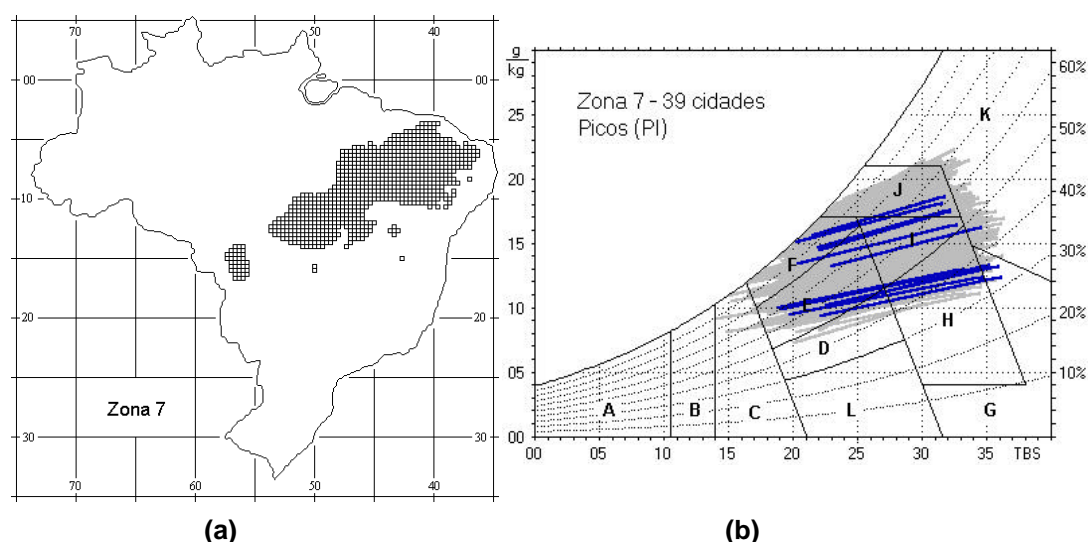 70 50 40
00 00
10 10
20 20
30 30
Zona 7
70 60 50 40
(a)
g
kg
Zona 7 - 39 cidades
Picos (PI)
60%
50%
40%
30%
20%
10%
25
20
15
10
05
00
K
J
I
F
E
D
H
A B C L G
00 05 10 15 20 25 30 35 TBS
(b)